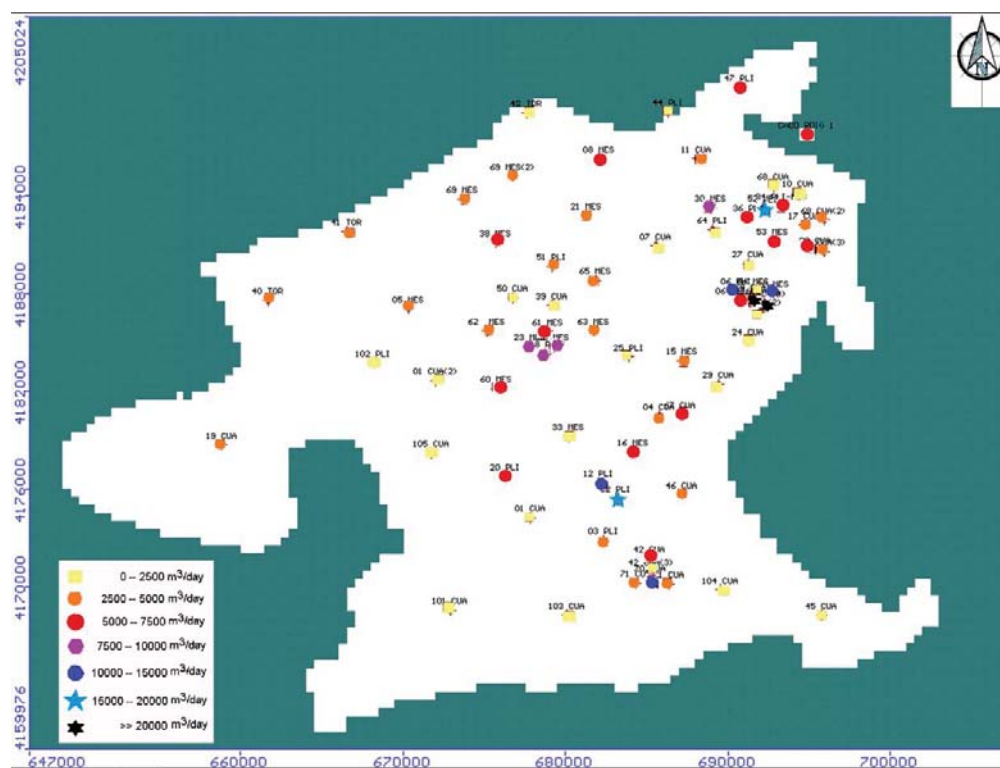 4205024
47 PLI
42 TOR
44 PLI
08 MES
11 CUA
69 MES(2)
68 CUA
10 CUA
69 MES
30 MES
36 PLI
68 CUA(2)
21 MES
64 PLI
17 CUA
4194000
41 TOR
38 MES
07 CUA
53 MES
51 PLI
27 CUA
65 MES
4188000
40 TOR
05 MES
50 CUA
39 CUA
62 MES
61 MES
63 MES
24 CUA
25 PLI
15 MES
102 PLI
01 CUA(2)
29 CUA
4182000
60 MES
04 CUA
19 CUA
105 CUA
33 MES
16 MES
20 PLI
12 PLI
46 CUA
4176000
01 CUA
03 PLI
42 CUA
4170000
101 CUA
103 CUA
104 CUA
45 CUA
0 – 2500 m³/day
2500 – 5000 m³/day
5000 – 7500 m³/day
7500 – 10000 m³/day
10000 – 15000 m³/day
15000 – 20000 m³/day
>> 20000 m³/day
4159976
647000 660000 670000 680000 690000 700000